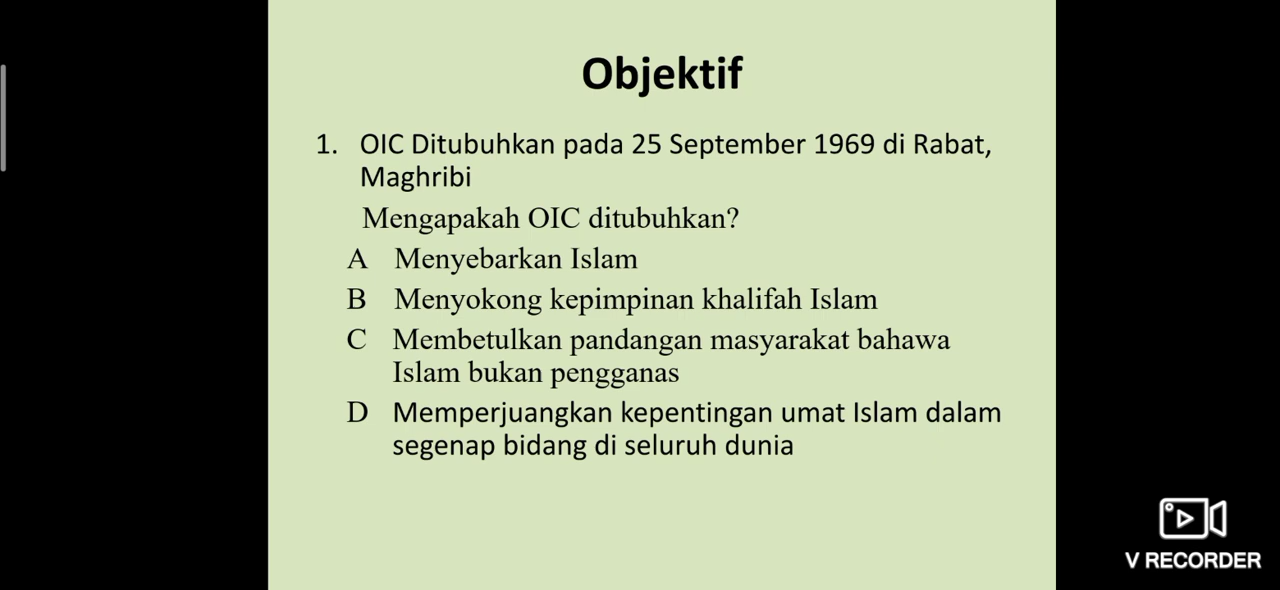 Objektif
1. OIC Ditubuhkan pada 25 September 1969 di Rabat,
Maghribi
Mengapakah OIC ditubuhkan?
A Menyebarkan Islam
B Menyokong kepimpinan khalifah Islam
C Membetulkan pandangan masyarakat bahawa
Islam bukan pengganas
D Memperjuangkan kepentingan umat Islam dalam
segenap bidang di seluruh dunia
V RECORDER